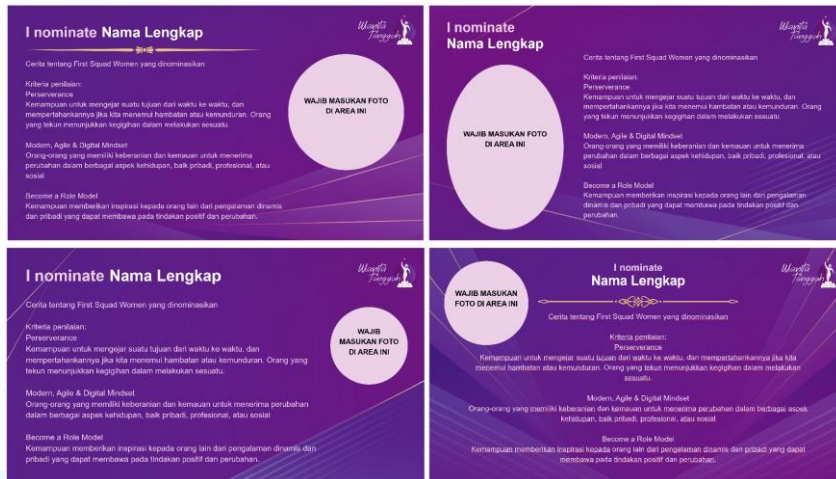 I nominate Nama Lengkap
Wanita
Tangguh
Cerita tentang First Squad Women yang dinominasikan
Kriteria penilaian:
Perserverance
Kemampuan untuk mengejar suatu tujuan dari waktu ke waktu, dan
mempertahankannya jika kita menemui hambatan atau kemunduran. Orang
yang tekun menunjukkan kegigihan dalam melakukan sesuatu.
Modern, Agile & Digital Mindset
Orang-orang yang memiliki keberanian dan kemauan untuk menerima
perubahan dalam berbagai aspek kehidupan, baik pribadi, profesional, atau
sosial
Become a Role Model
Kemampuan memberikan inspirasi kepada orang lain dari pengalaman dinamis
dan pribadi yang dapat membawa pada tindakan positif dan perubahan.
WAJIB MASUKAN FOTO
DI AREA INI
I nominate
Nama Lengkap
Wanita
Tangguh
WAJIB MASUKAN FOTO
DI AREA INI
Cerita tentang First Squad Women yang dinominasikan
Kriteria penilaian:
Perserverance
Kemampuan untuk mengejar suatu tujuan dari waktu ke waktu, dan
mempertahankannya jika kita menemui hambatan atau kemunduran. Orang
yang tekun menunjukkan kegigihan dalam melakukan sesuatu.
Modern, Agile & Digital Mindset
Orang-orang yang memiliki keberanian dan kemauan untuk menerima
perubahan dalam berbagai aspek kehidupan, baik pribadi, profesional, atau
sosial
Become a Role Model
Kemampuan memberikan inspirasi kepada orang lain dari pengalaman
dinamis dan pribadi yang dapat membawa pada tindakan positif dan
perubahan.
I nominate Nama Lengkap
Wanita
Tangguh
Cerita tentang First Squad Women yang dinominasikan
Kriteria penilaian:
Perserverance
Kemampuan untuk mengejar suatu tujuan dari waktu ke waktu, dan
mempertahankannya jika kita menemui hambatan atau kemunduran. Orang yang
tekun menunjukkan kegigihan dalam melakukan sesuatu.
Modern, Agile & Digital Mindset
Orang-orang yang memiliki keberanian dan kemauan untuk menerima perubahan
dalam berbagai aspek kehidupan, baik pribadi, profesional, atau sosial
Become a Role Model
Kemampuan memberikan inspirasi kepada orang lain dari pengalaman dinamis dan
pribadi yang dapat membawa pada tindakan positif dan perubahan.
WAJIB
MASUKAN FOTO
DI AREA INI
WAJIB MASUKAN
FOTO DI AREA INI
I nominate
Nama Lengkap
Wanita
Tangguh
Cerita tentang First Squad Women yang dinominasikan
Kriteria penilaian:
Perserverance
Kemampuan untuk mengejar suatu tujuan dari waktu ke waktu, dan mempertahankannya jika kita
menemui hambatan atau kemunduran. Orang yang tekun menunjukkan kegigihan dalam melakukan
sesuatu.
Modern, Agile & Digital Mindset
Orang-orang yang memiliki keberanian dan kemauan untuk menerima perubahan dalam berbagai aspek
kehidupan, baik pribadi, profesional, atau sosial
Become a Role Model
Kemampuan memberikan inspirasi kepada orang lain dari pengalaman dinamis dan pribadi yang dapat
membawa pada tindakan positif dan perubahan.